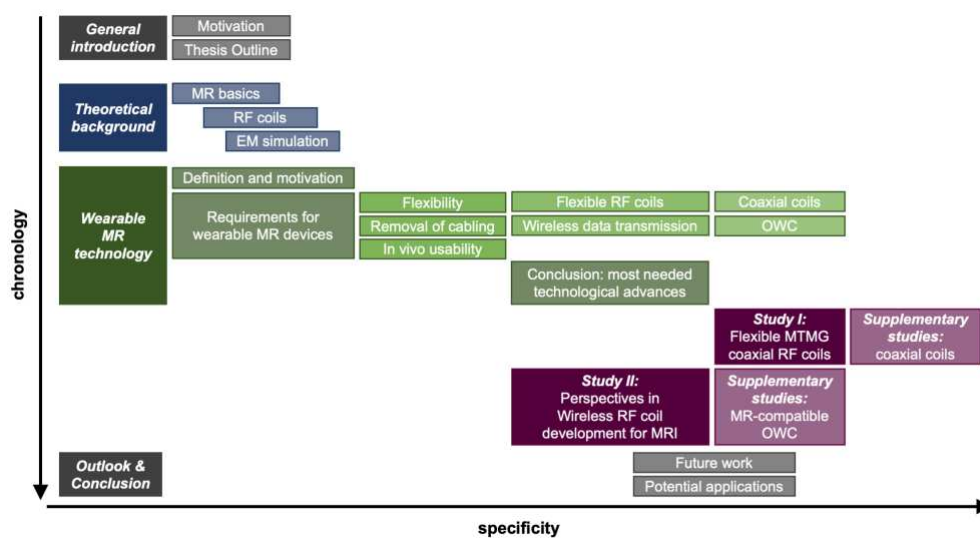 General
introduction
Motivation
Thesis Outline
Theoretical
background
MR basics
RF coils
EM simulation
Wearable
MR
technology
Definition and motivation
Requirements for
wearable MR devices
Flexibility
Removal of cabling
In vivo usability
Flexible RF coils
Wireless data transmission
Coaxial coils
OWC
Conclusion: most needed
technological advances
Study I:
Flexible MTMG
coaxial RF coils
Supplementary
studies:
coaxial coils
Study II:
Perspectives in
Wireless RF coil
development for MRI
Supplementary
studies:
MR-compatible
OWC
Outlook &
Conclusion
Future work
Potential applications
chronology
specificity